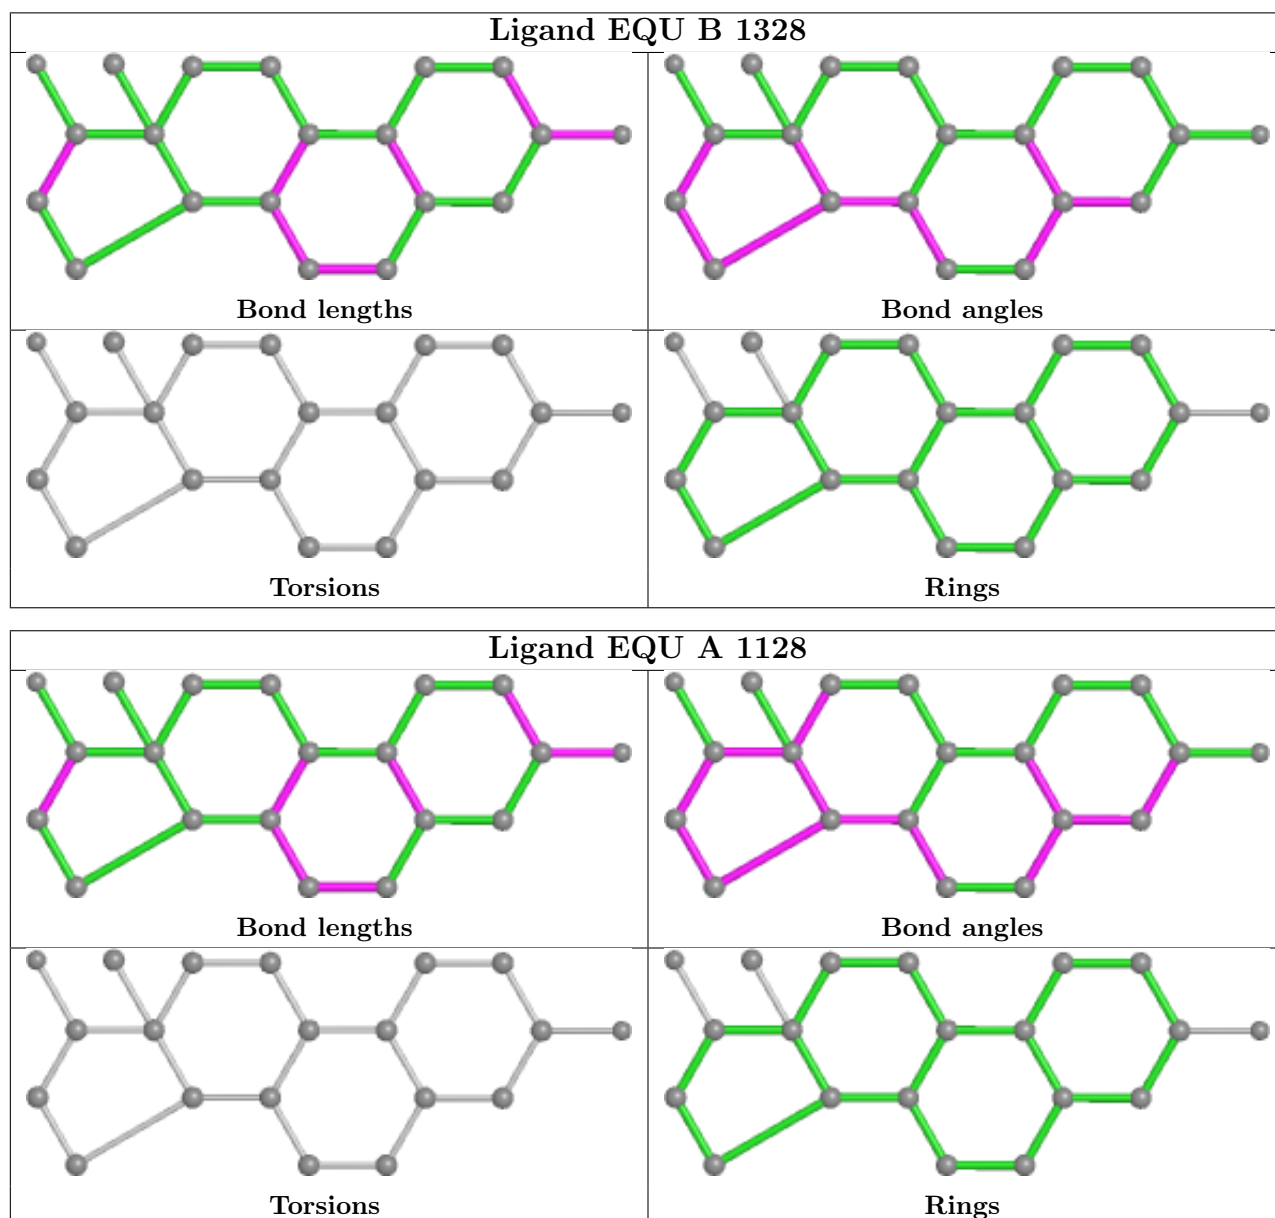 Ligand EQU B 1328
Bond lengths
Bond angles
Torsions
Rings
Ligand EQU A 1128
Bond lengths
Bond angles
Torsions
Rings